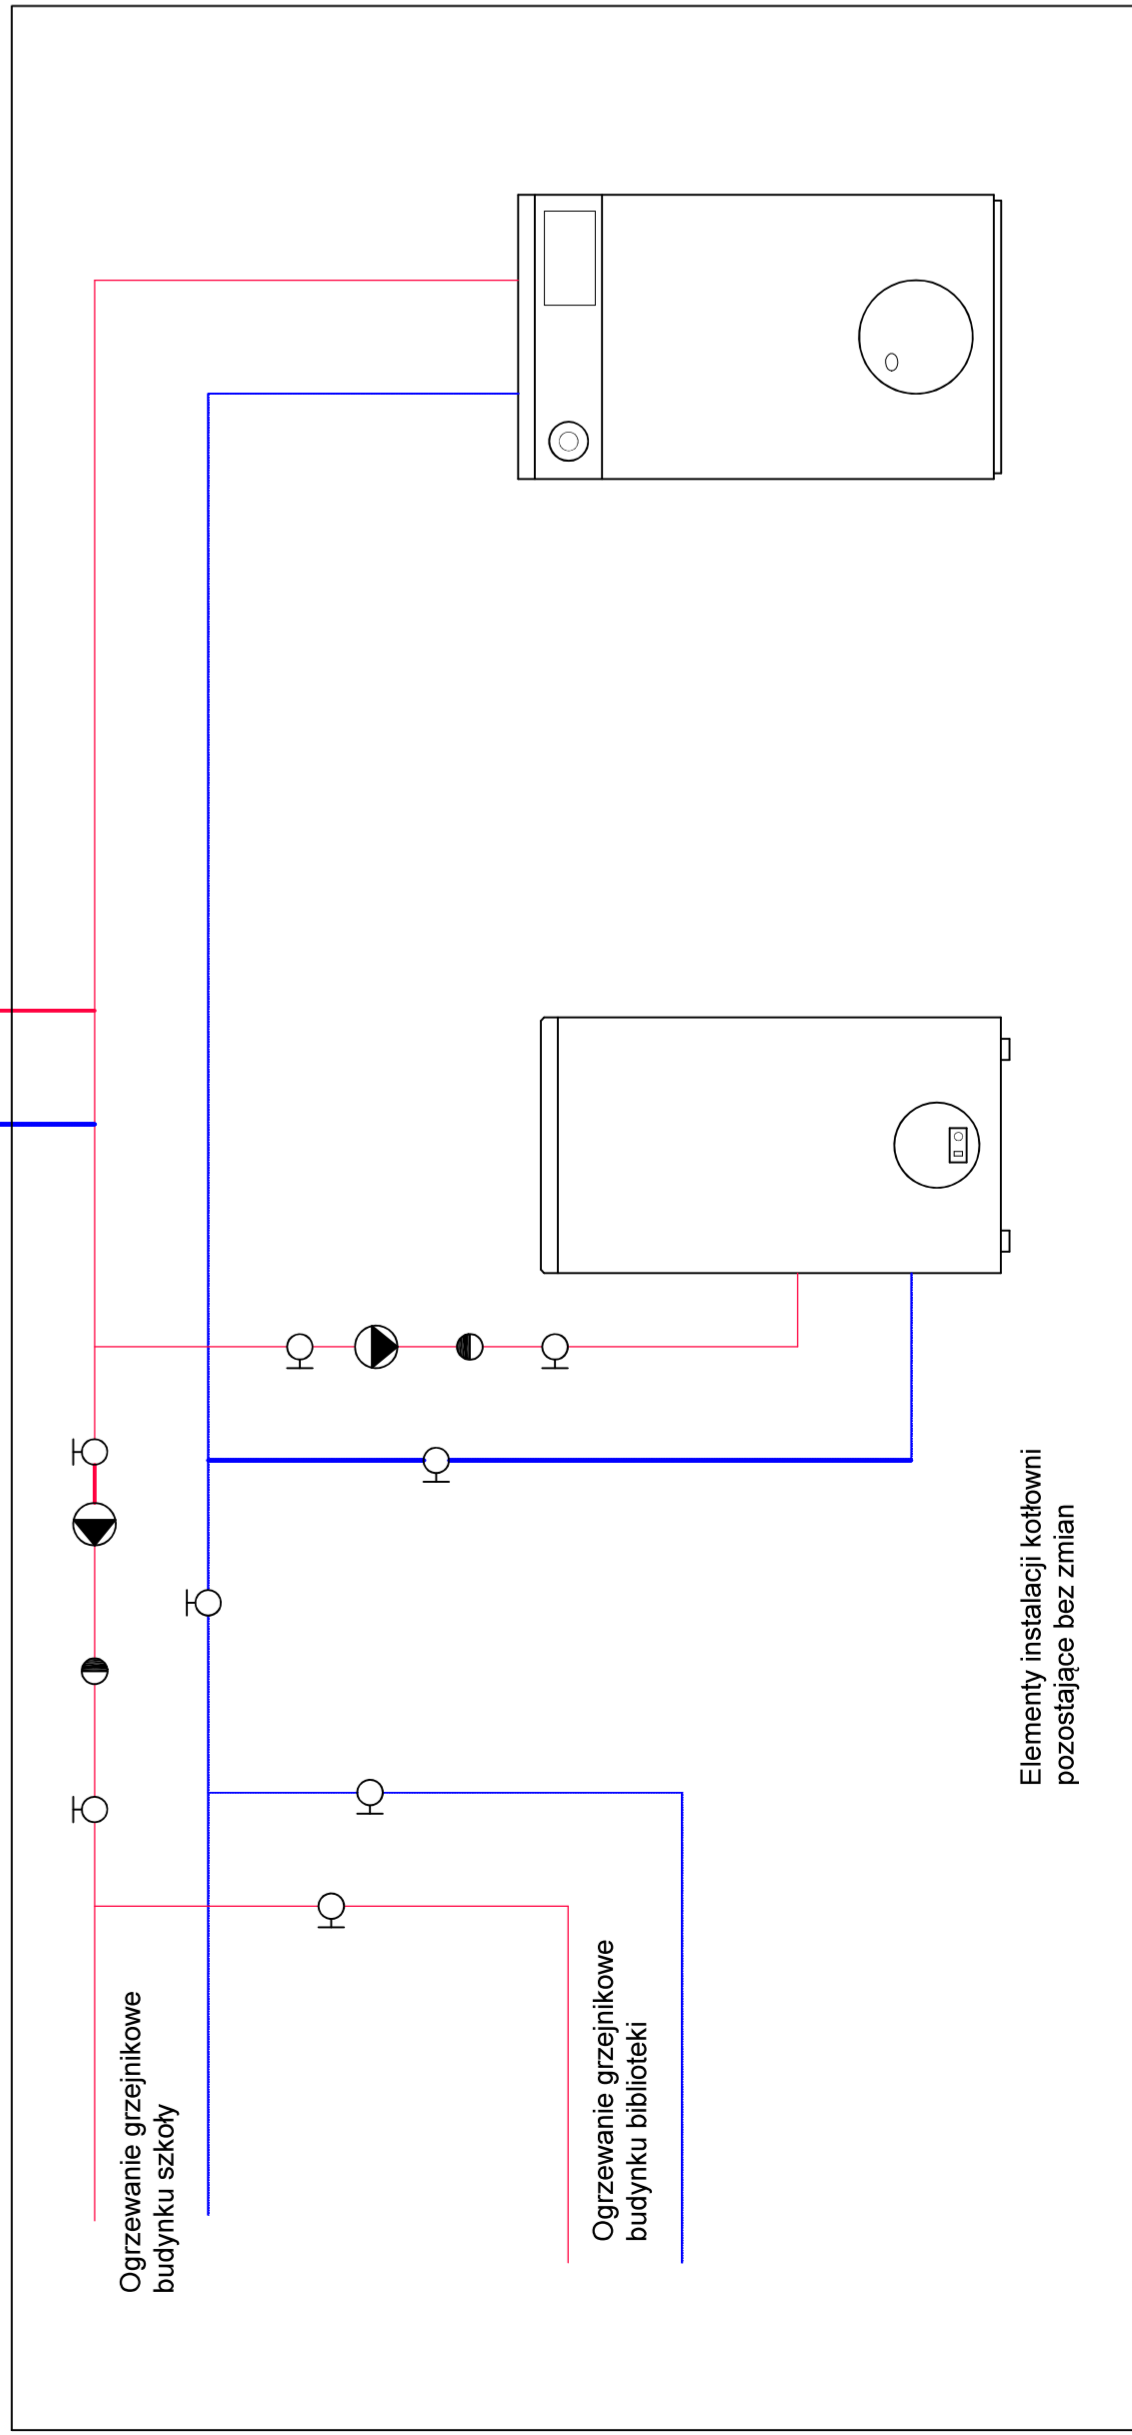 Ogrzewanie grzejnikowe
budynku szkoły
Ogrzewanie grzejnikowe
budynku biblioteki
Elementy instalacji kotłowni
pozostające bez zmian